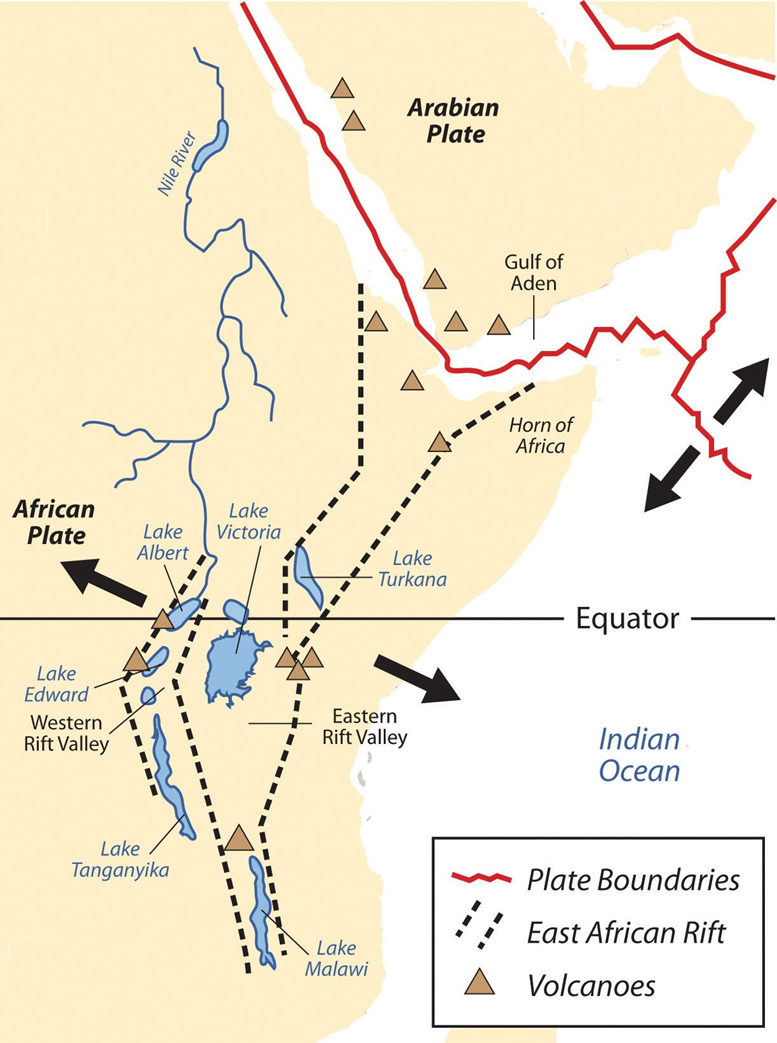 Arabian
Plate
Nile River
Gulf of
Aden
Horn of
Africa
African
Plate
Lake
Albert
Lake
Victoria
Lake
Turkana
Equator
Lake
Edward
Western
Rift Valley
Eastern
Rift Valley
Indian
Ocean
Lake
Tanganyika
Lake
Malawi
Plate Boundaries
East African Rift
Volcanoes